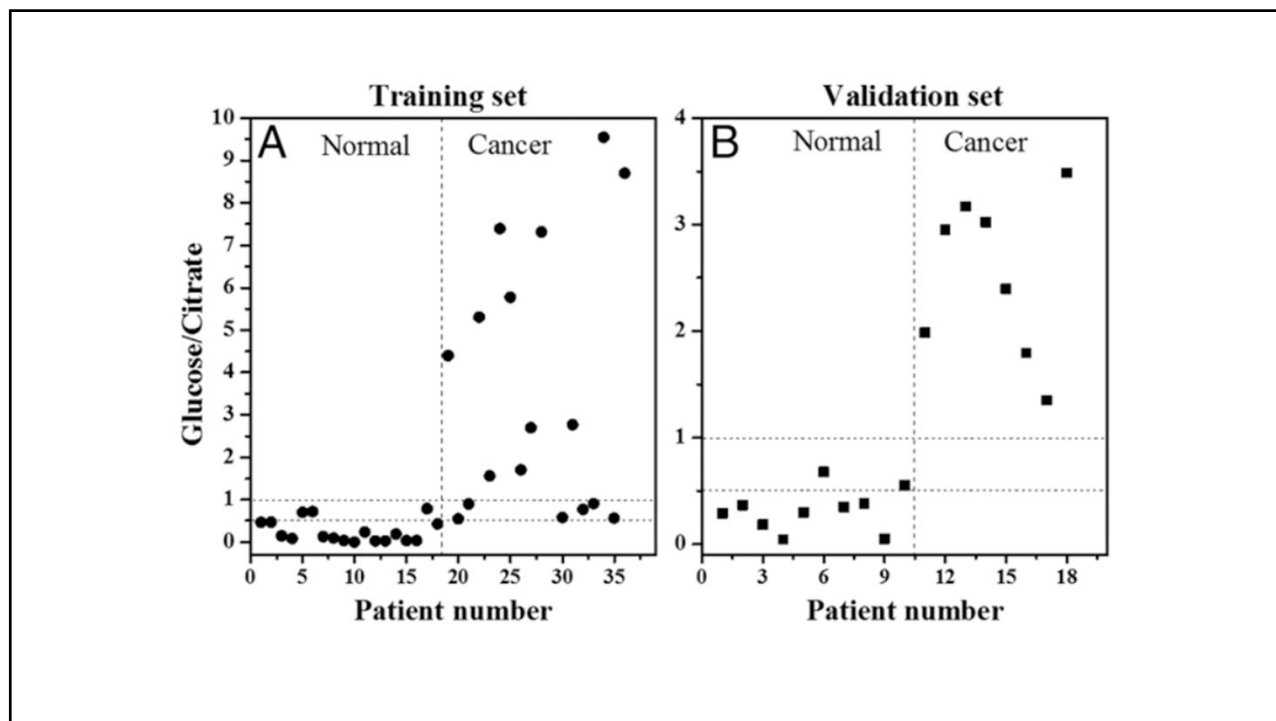 Training set
A
Normal
Cancer
10
9
8
7
6
5
4
3
2
1
0
Glucose/Citrate
0 5 10 15 20 25 30 35
Patient number
Validation set
B
Normal
Cancer
4
3
2
1
0
0 3 6 9 12 15 18
Patient number